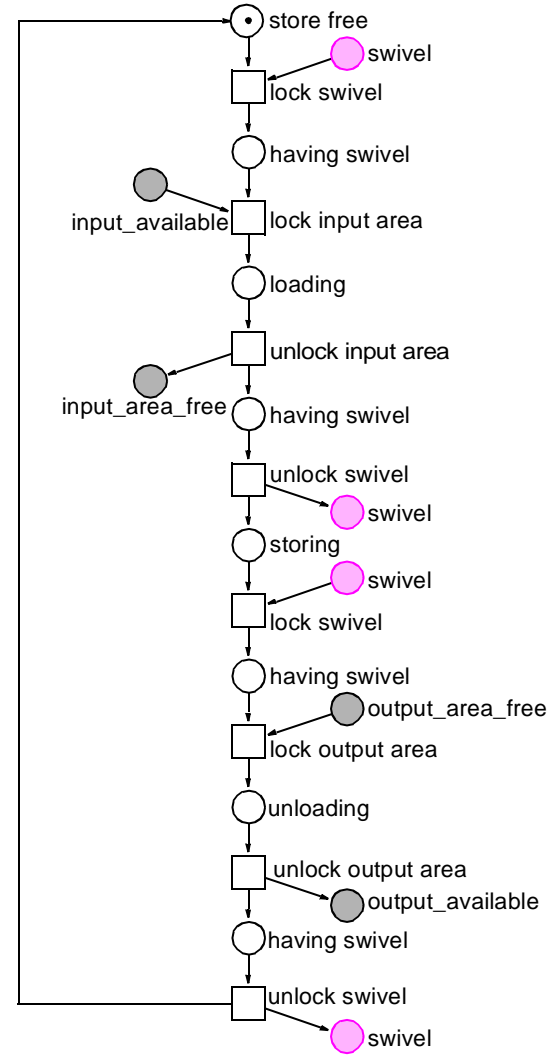 store free
swivel
lock swivel
having swivel
input_available
lock input area
loading
unlock input area
input_area_free
having swivel
unlock swivel
swivel
storing
swivel
lock swivel
having swivel
output_area_free
lock output area
unloading
unlock output area
output_available
having swivel
unlock swivel
swivel